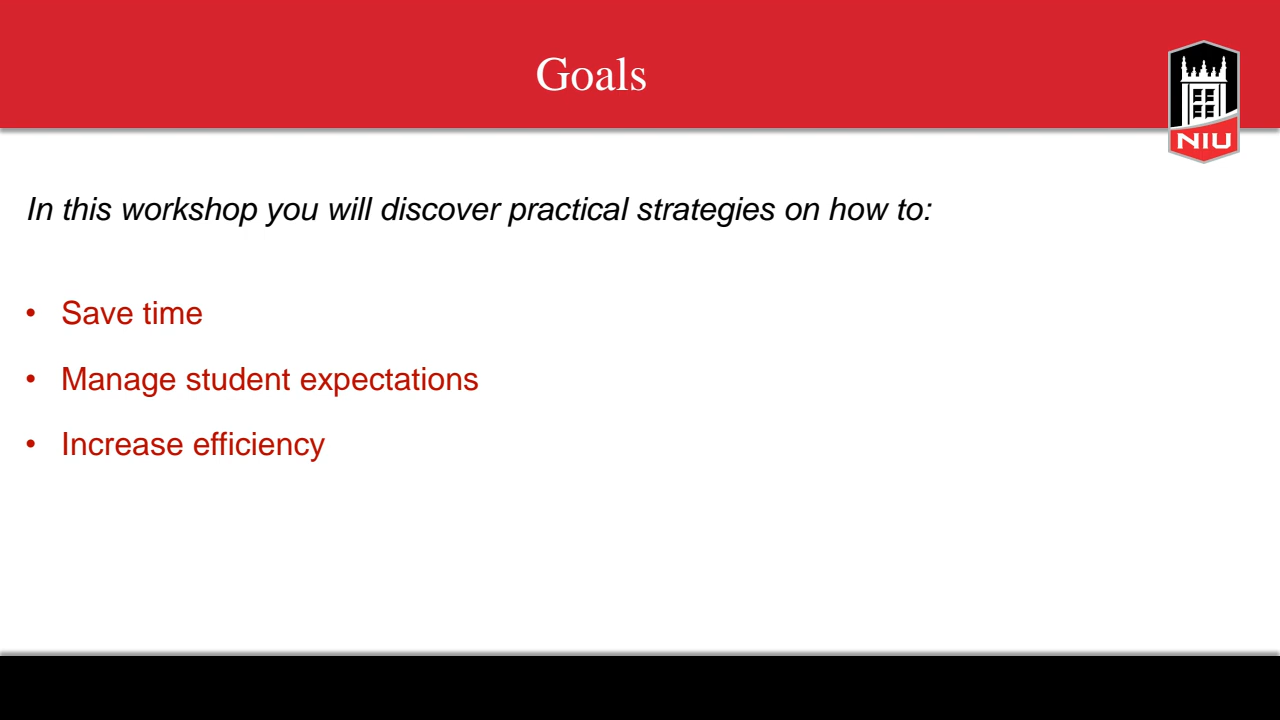 Goals
NIU
In this workshop you will discover practical strategies on how to:
• Save time
• Manage student expectations
• Increase efficiency